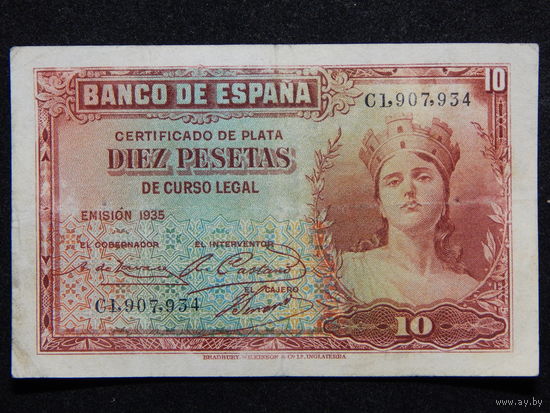 10
BANCO DE ESPAÑA
C1,907,934
CERTIFICADO DE PLATA
DIEZ PESETAS
DE CURSO LEGAL
EMISIÓN 1935
EL GOBERNADOR EL INTERVENTOR
EL CAJERO
C1,907,934
10
BRADBURY, WILKINSON & Cº Lᴰ, INGLATERRA
www.ay.by